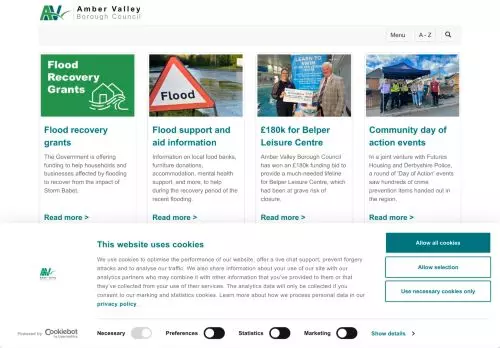 Amber Valley
Borough Council
Menu
A - Z
Flood
Recovery
Grants
Flood
Flood recovery
grants
The Government is offering
funding to help households and
businesses affected by flooding
to recover from the impact of
Storm Babet.
Read more >
Flood support and
aid information
Information on local food banks,
furniture donations,
accommodation, mental health
support, and more, to help
during the recovery period of the
recent flooding.
Read more >
£180k for Belper
Leisure Centre
Amber Valley Borough Council
has won an £180k funding bid to
provide a much-needed lifeline
for Belper Leisure Centre, which
had been at grave risk of
closure.
Read more >
Community day of
action events
In a joint venture with Futures
Housing and Derbyshire Police,
a round of 'Day of Action' events
saw hundreds of crime
prevention items handed out in
the region.
Read more >
This website uses cookies
We use cookies to optimise the performance of our website, offer a live chat support, prevent forgery
attacks and to analyse our traffic. We also share information about your use of our site with our
analytics partners who may combine it with other information that you've provided to them or that
they've collected from your use of their services. The analytics data will only be collected if you
consent to our marketing and statistics cookies. Learn more about how we process personal data in our
privacy policy.
Allow all cookies
Allow selection
Use necessary cookies only
Powered by Cookiebot
by Usercentrics
Necessary
Preferences
Statistics
Marketing
Show details >